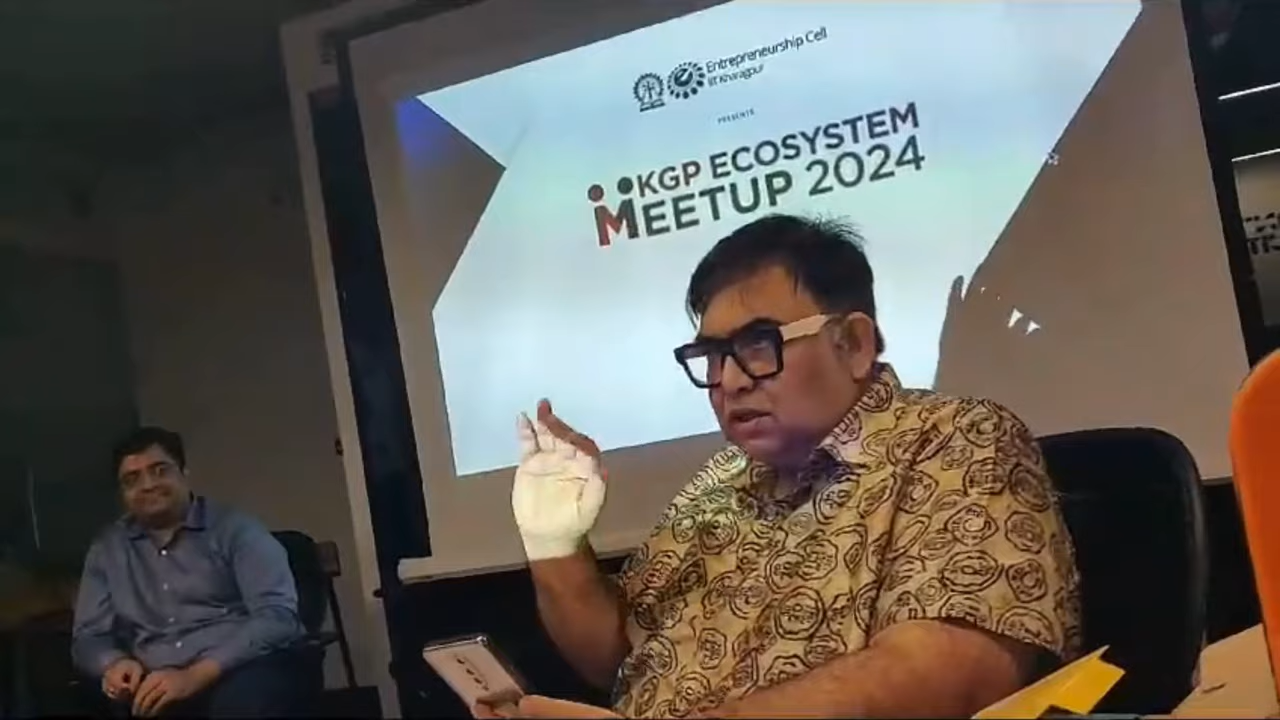 Entrepreneurship Cell
IIT Kharagpur
PRESENTS
KGP ECOSYSTEM
MEETUP 2024